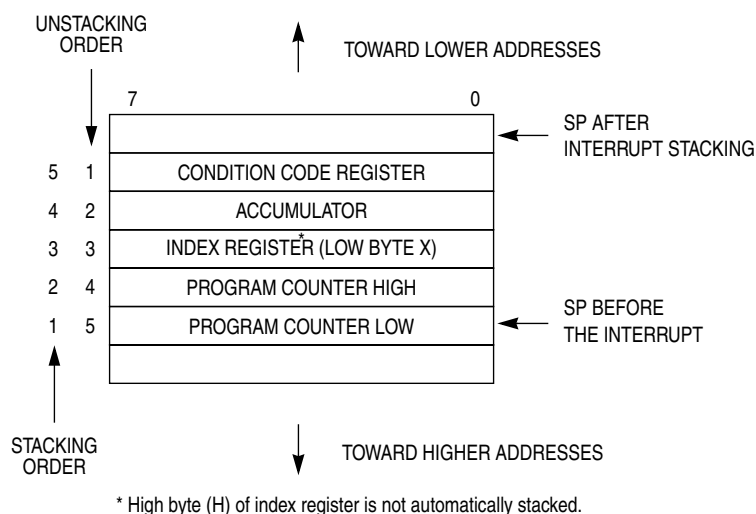 UNSTACKING
ORDER
TOWARD LOWER ADDRESSES
7 0
SP AFTER
INTERRUPT STACKING
5 1 CONDITION CODE REGISTER
4 2 ACCUMULATOR
3 3 INDEX REGISTER (LOW BYTE X)*
2 4 PROGRAM COUNTER HIGH
1 5 PROGRAM COUNTER LOW
SP BEFORE
THE INTERRUPT
STACKING
ORDER
TOWARD HIGHER ADDRESSES
* High byte (H) of index register is not automatically stacked.